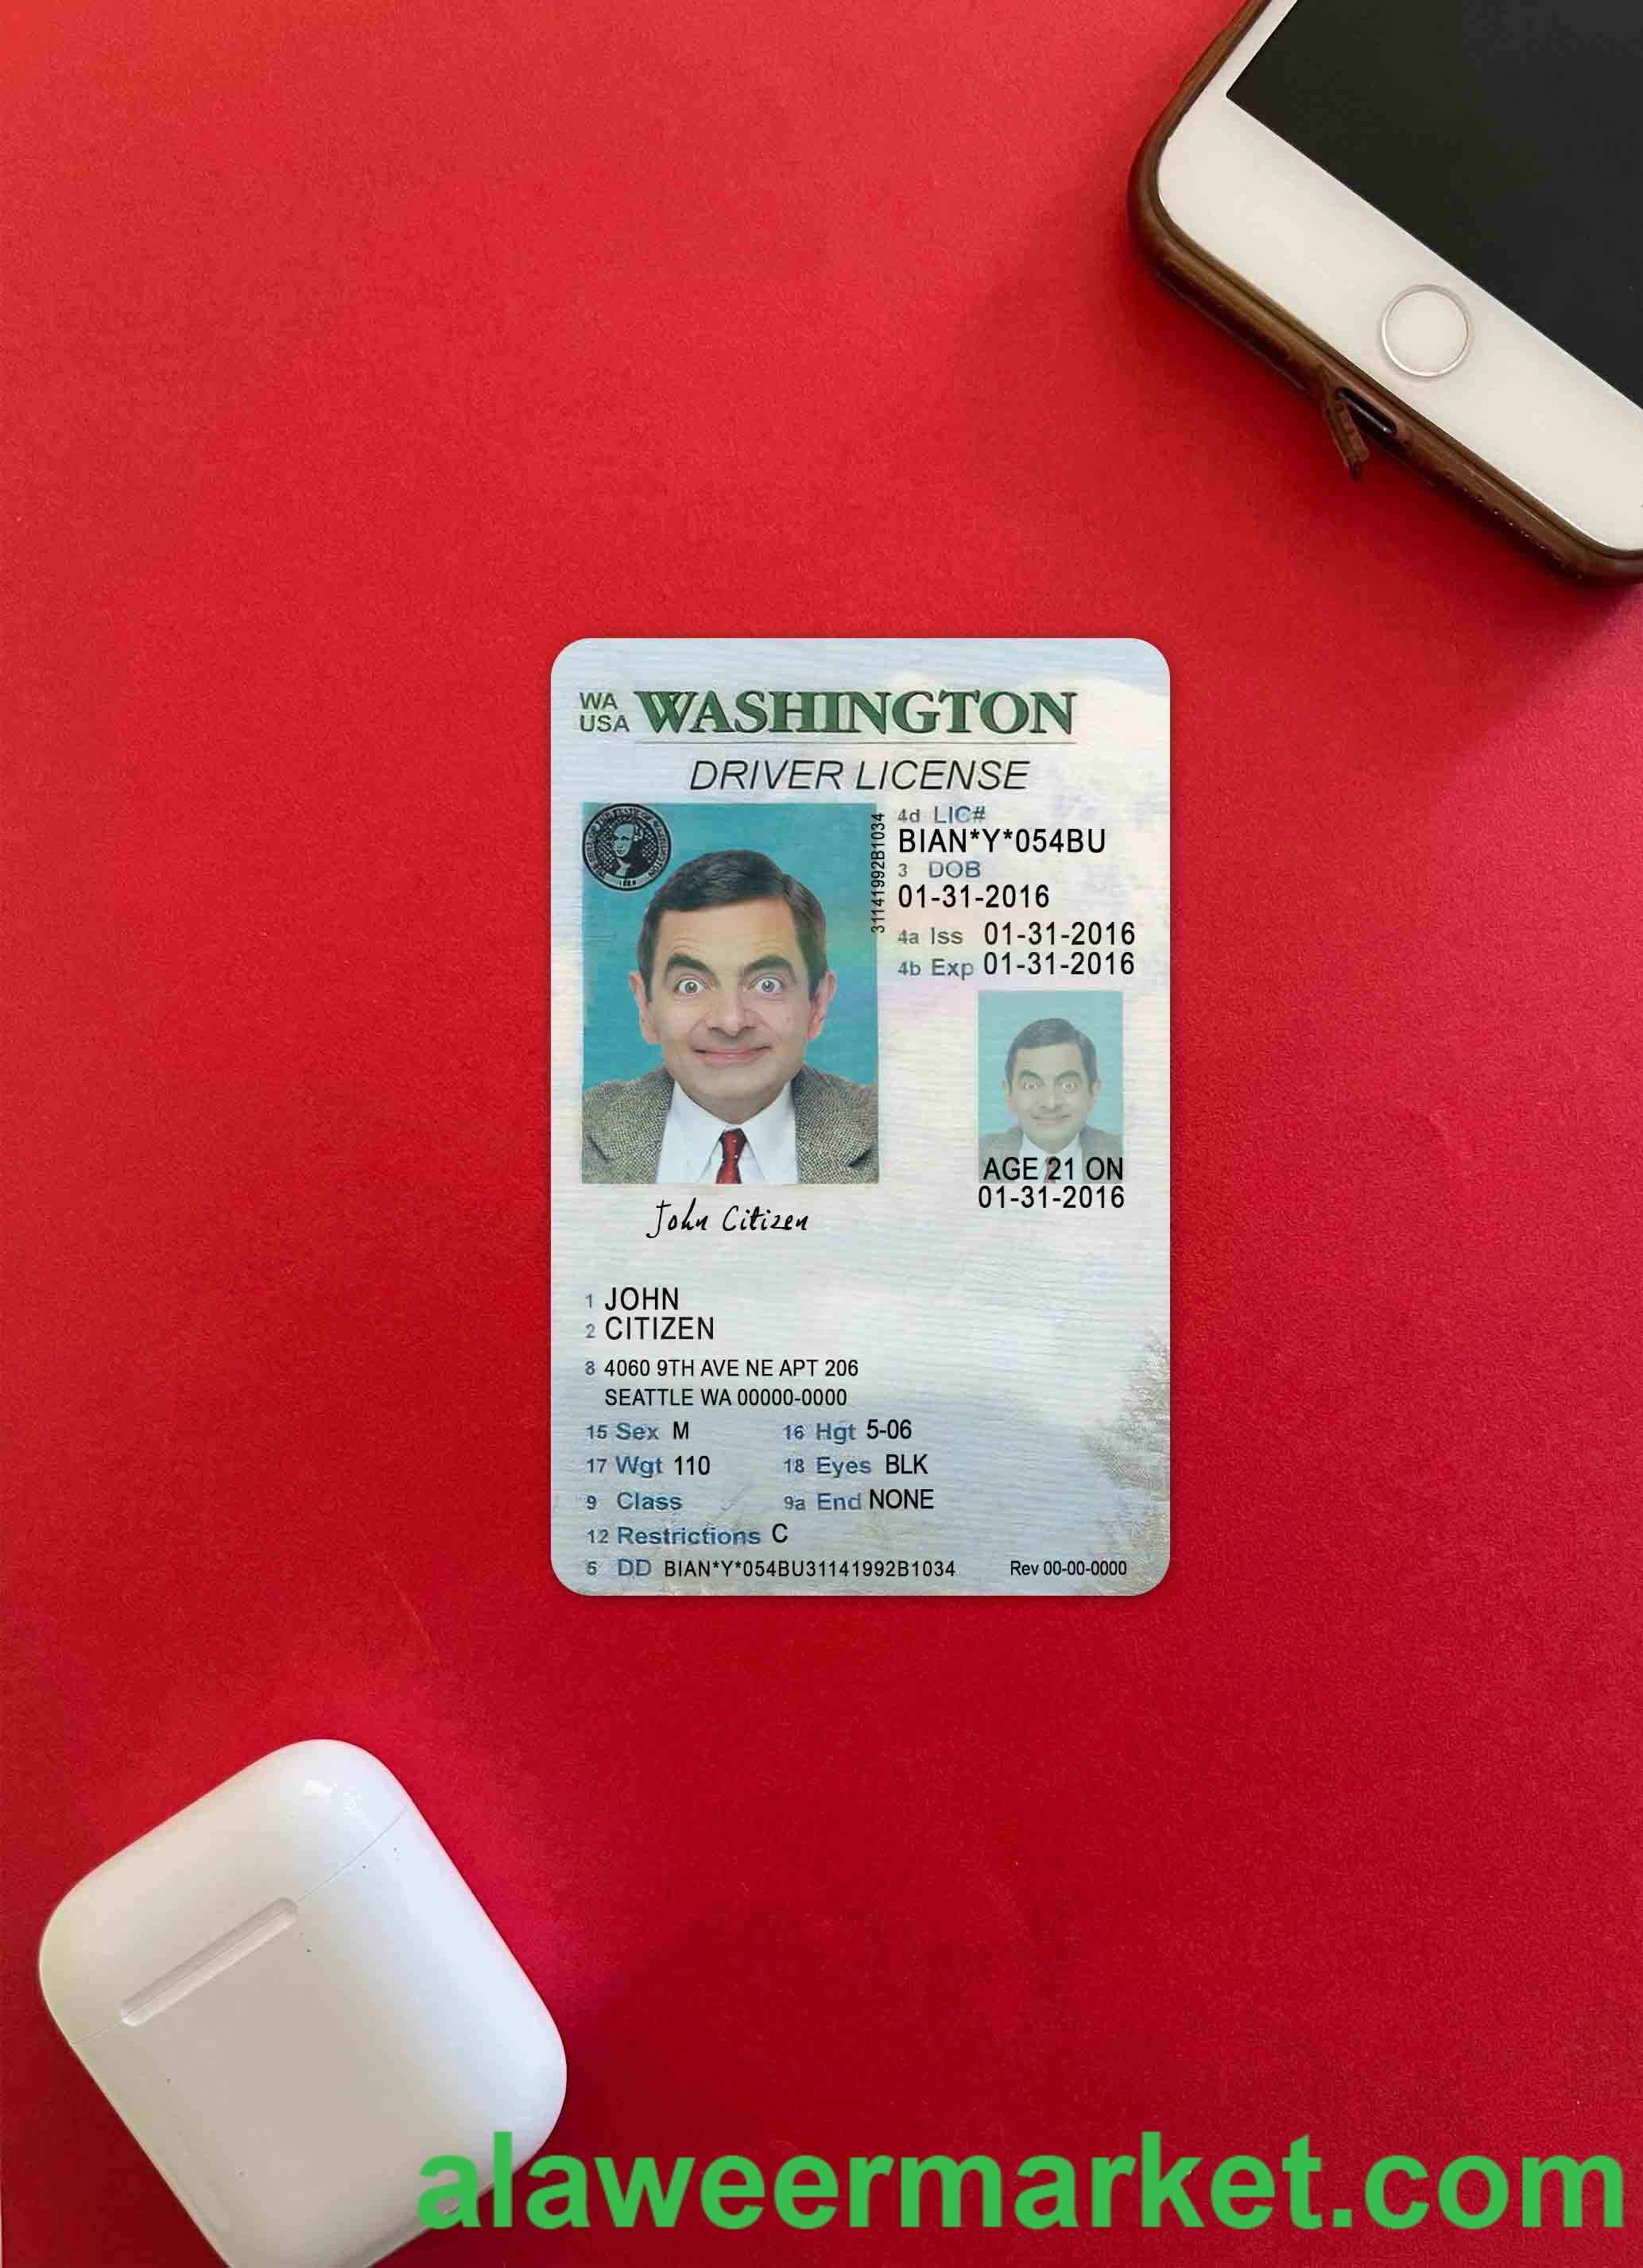 WA
USA
WASHINGTON
DRIVER LICENSE
4d LIC#
BIAN*Y*054BU
31141992B1034
3 DOB
01-31-2016
4a Iss 01-31-2016
4b Exp 01-31-2016
AGE 21 ON
01-31-2016
John Citizen
1 JOHN
2 CITIZEN
8 4060 9TH AVE NE APT 206
SEATTLE WA 00000-0000
15 Sex M 16 Hgt 5-06
17 Wgt 110 18 Eyes BLK
9 Class 9a End NONE
12 Restrictions C
5 DD BIAN*Y*054BU31141992B1034 Rev 00-00-0000
alaweermarket.com